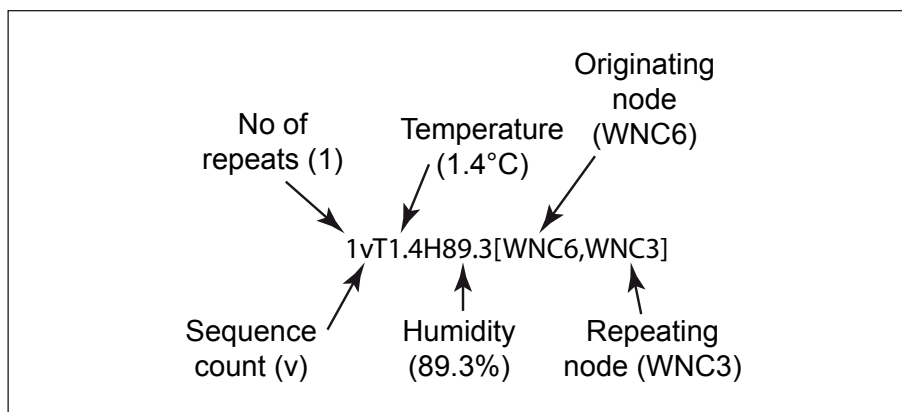 Originating
node
(WNC6)
No of
repeats (1)
Temperature
(1.4°C)
1vT1.4H89.3[WNC6,WNC3]
Sequence
count (v)
Humidity
(89.3%)
Repeating
node (WNC3)